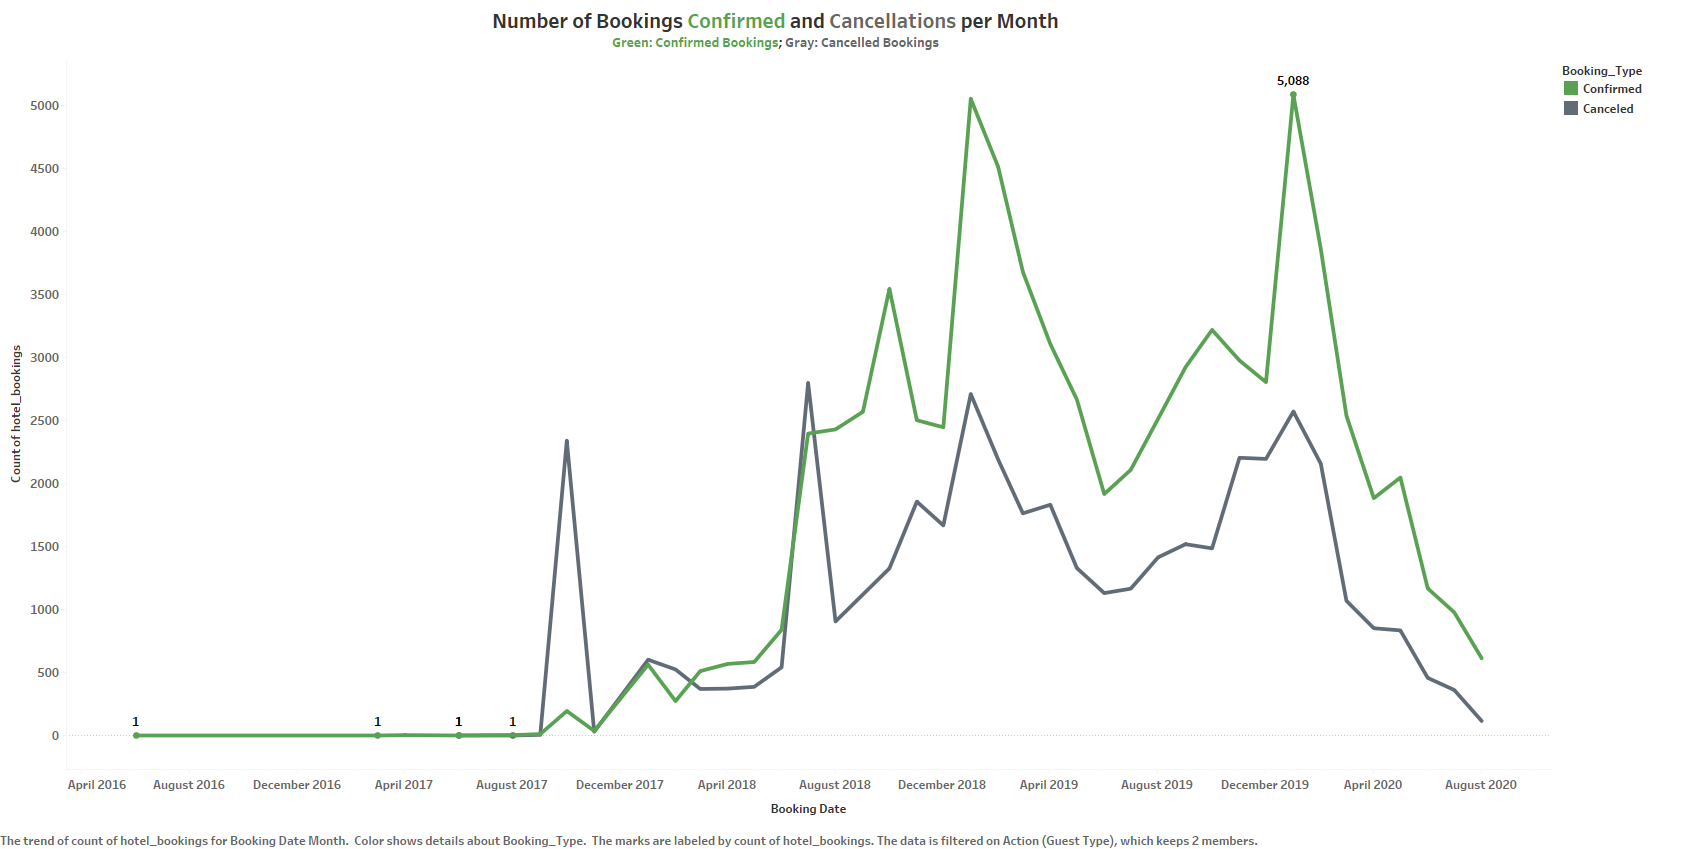 Number of Bookings Confirmed and Cancellations per Month
Green: Confirmed Bookings; Gray: Cancelled Bookings
Booking_Type
Confirmed
Canceled
5,088
5000
4500
4000
3500
3000
2500
2000
1500
1000
500
0
Count of hotel_bookings
1
1
1
1
April 2016
August 2016
December 2016
April 2017
August 2017
December 2017
April 2018
August 2018
December 2018
April 2019
August 2019
December 2019
April 2020
August 2020
Booking Date
The trend of count of hotel_bookings for Booking Date Month.  Color shows details about Booking_Type.  The marks are labeled by count of hotel_bookings. The data is filtered on Action (Guest Type), which keeps 2 members.